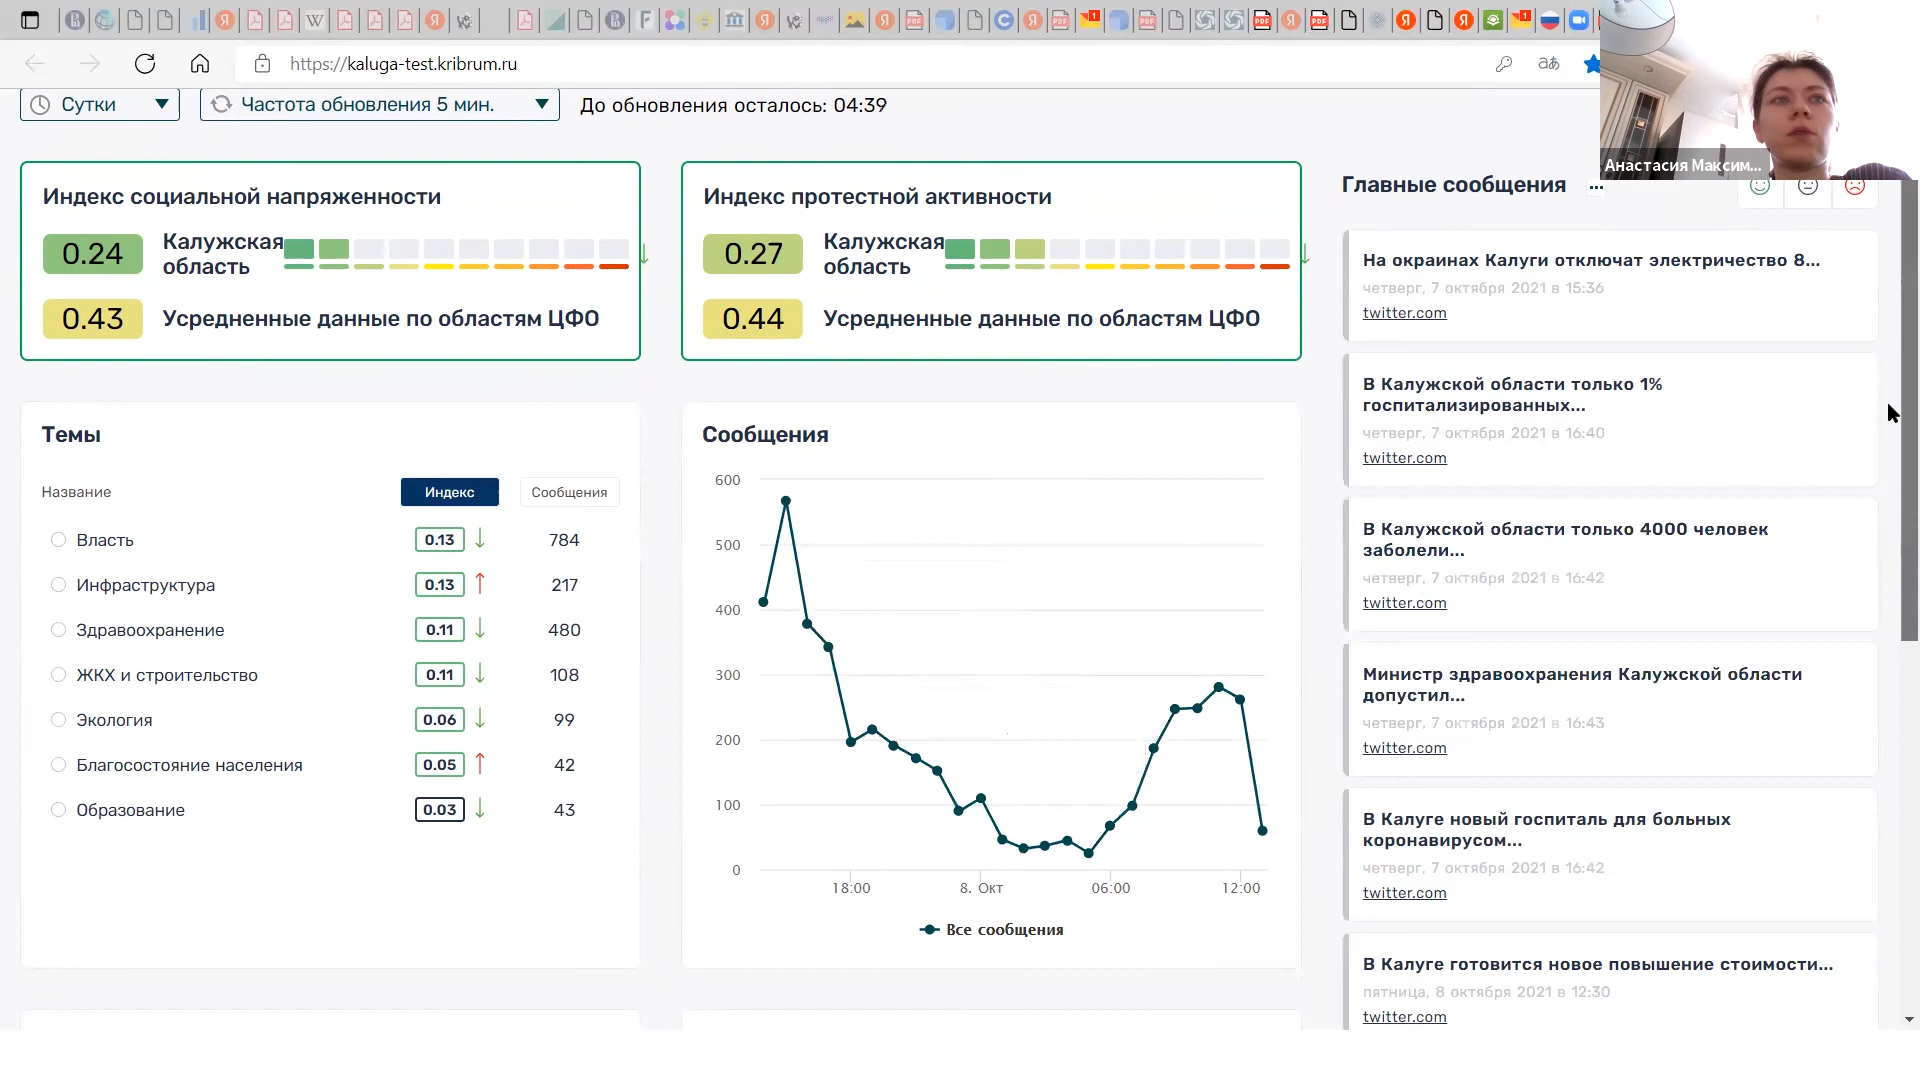 https://kaluga-test.kribrum.ru
Анастасия Максим...
Сутки
Частота обновления 5 мин.
До обновления осталось: 04:39
Индекс социальной напряженности
0.24
Калужская
область
0.43
Усредненные данные по областям ЦФО
Индекс протестной активности
0.27
Калужская
область
0.44
Усредненные данные по областям ЦФО
Темы
Название
Индекс
Сообщения
Власть
0.13
784
Инфраструктура
0.13
217
Здравоохранение
0.11
480
ЖКХ и строительство
0.11
108
Экология
0.06
99
Благосостояние населения
0.05
42
Образование
0.03
43
Сообщения
600
500
400
300
200
100
0
18:00
8. Окт
06:00
12:00
Все сообщения
Главные сообщения
...
На окраинах Калуги отключат электричество 8...
четверг, 7 октября 2021 в 15:36
twitter.com
В Калужской области только 1%
госпитализированных...
четверг, 7 октября 2021 в 16:40
twitter.com
В Калужской области только 4000 человек
заболели...
четверг, 7 октября 2021 в 16:42
twitter.com
Министр здравоохранения Калужской области
допустил...
четверг, 7 октября 2021 в 16:43
twitter.com
В Калуге новый госпиталь для больных
коронавирусом...
четверг, 7 октября 2021 в 16:42
twitter.com
В Калуге готовится новое повышение стоимости...
пятница, 8 октября 2021 в 12:30
twitter.com